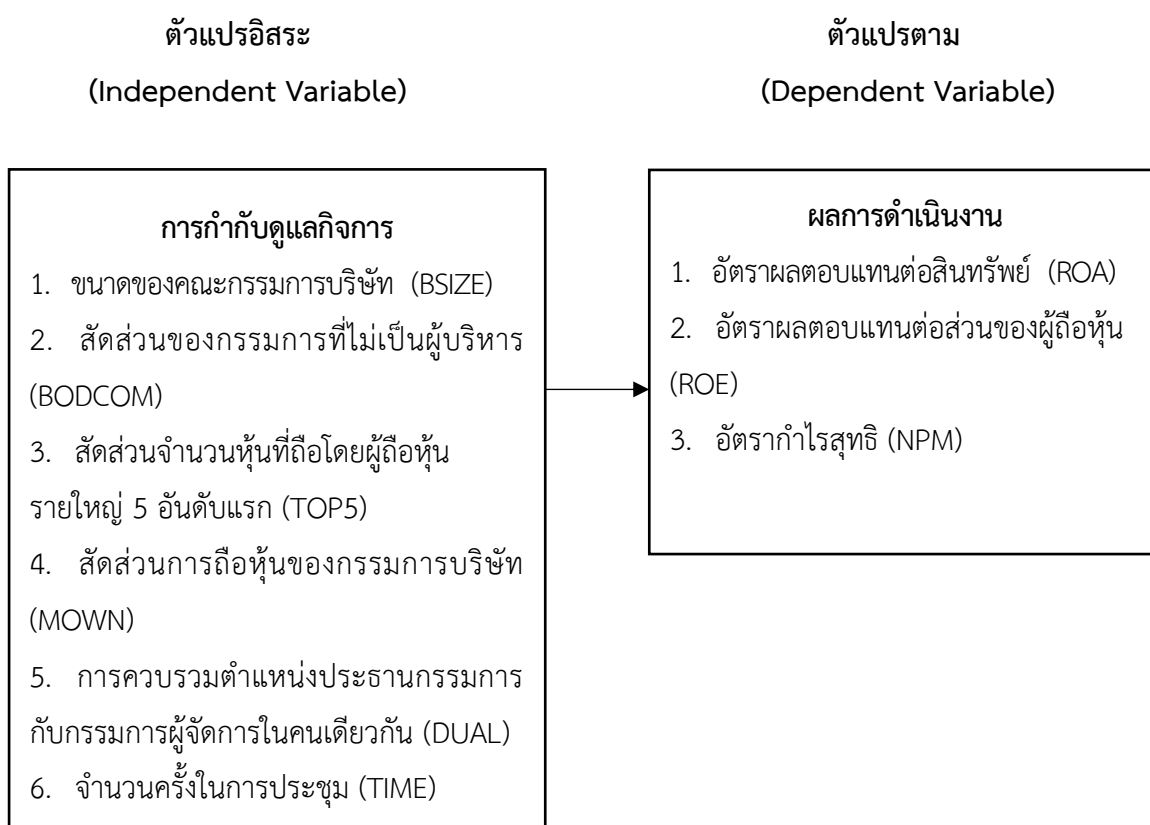 ตัวแปรอิสระ
(Independent Variable)
ตัวแปรตาม
(Dependent Variable)
การกำกับดูแลกิจการ
1. ขนาดของคณะกรรมการบริษัท (BSIZE)
2. สัดส่วนของกรรมการที่ไม่เป็นผู้บริหาร
(BODCOM)
3. สัดส่วนจำนวนหุ้นที่ถือโดยผู้ถือหุ้น
รายใหญ่ 5 อันดับแรก (TOP5)
4. สัดส่วนการถือหุ้นของกรรมการบริษัท
(MOWN)
5. การควบรวมตำแหน่งประธานกรรมการ
กับกรรมการผู้จัดการในคนเดียวกัน (DUAL)
6. จำนวนครั้งในการประชุม (TIME)
ผลการดำเนินงาน
1. อัตราผลตอบแทนต่อสินทรัพย์ (ROA)
2. อัตราผลตอบแทนต่อส่วนของผู้ถือหุ้น
(ROE)
3. อัตรากำไรสุทธิ (NPM)